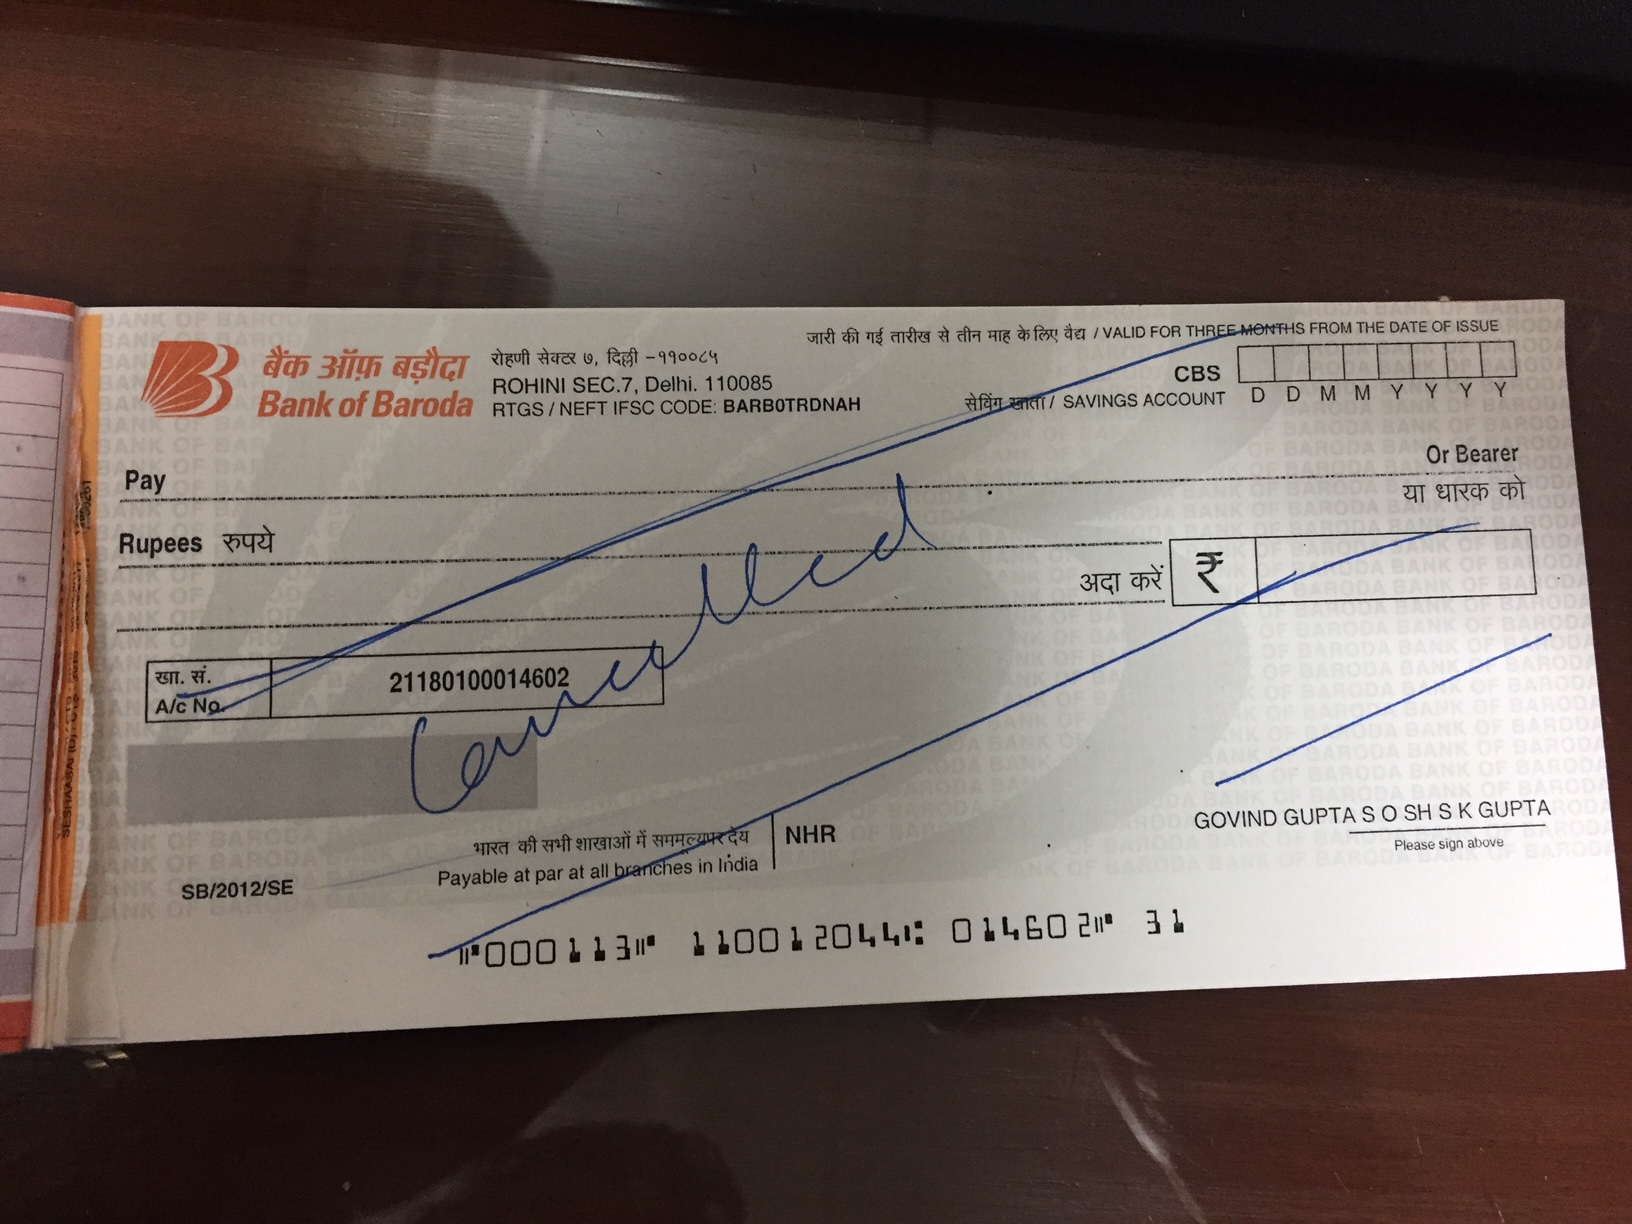 बैंक ऑफ़ बड़ौदा
Bank of Baroda
रोहणी सेक्टर ७, दिल्ली - ११००८५
ROHINI SEC.7, Delhi. 110085
RTGS / NEFT IFSC CODE: BARB0TRDNAH
जारी की गई तारीख से तीन माह के लिए वैद्य / VALID FOR THREE MONTHS FROM THE DATE OF ISSUE
CBS
सेविंग खाता / SAVINGS ACCOUNT
D D M M Y Y Y Y
Pay
Or Bearer
या धारक को
Rupees रुपये
अदा करें
₹
खा. सं.
A/c No.
21180100014602
Cancelled
SB/2012/SE
भारत की सभी शाखाओं में सममूल्यपर देय
Payable at par at all branches in India
NHR
GOVIND GUPTA S O SH S K GUPTA
Please sign above
⑈000113⑈ 110012044⑆ 014602⑈ 31